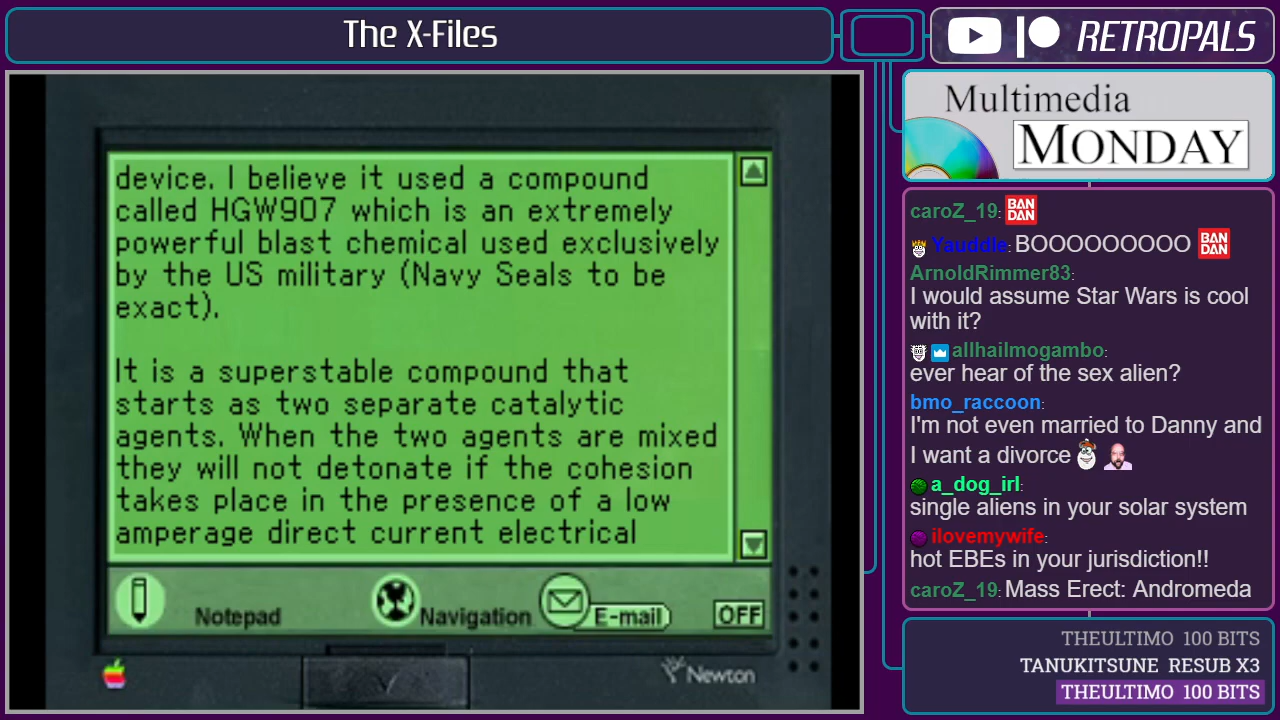 The X-Files
RETROPALS
Multimedia
MONDAY
device. I believe it used a compound
called HGW907 which is an extremely
powerful blast chemical used exclusively
by the US military (Navy Seals to be
exact).
It is a superstable compound that
starts as two separate catalytic
agents. When the two agents are mixed
they will not detonate if the cohesion
takes place in the presence of a low
amperage direct current electrical
Notepad
Navigation
E-mail
OFF
Newton
caroZ_19: BAN DAN
Yauddle: BOOOOOOOOO BAN DAN
ArnoldRimmer83:
I would assume Star Wars is cool
with it?
allhailmogambo:
ever hear of the sex alien?
bmo_raccoon:
I'm not even married to Danny and
I want a divorce
a_dog_irl:
single aliens in your solar system
ilovemywife:
hot EBEs in your jurisdiction!!
caroZ_19: Mass Erect: Andromeda
THEULTIMO 100 BITS
TANUKITSUNE RESUB X3
THEULTIMO 100 BITS